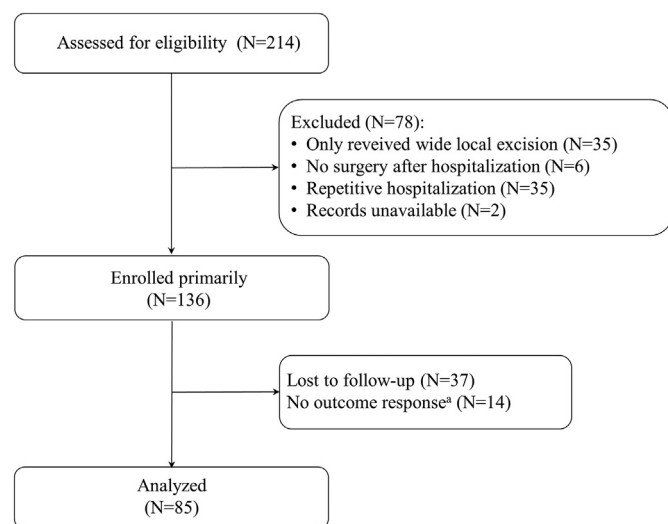 Assessed for eligibility (N=214)
Excluded (N=78):
• Only reveived wide local excision (N=35)
• No surgery after hospitalization (N=6)
• Repetitive hospitalization (N=35)
• Records unavailable (N=2)
Enrolled primarily
(N=136)
Lost to follow-up (N=37)
No outcome responseᵃ (N=14)
Analyzed
(N=85)